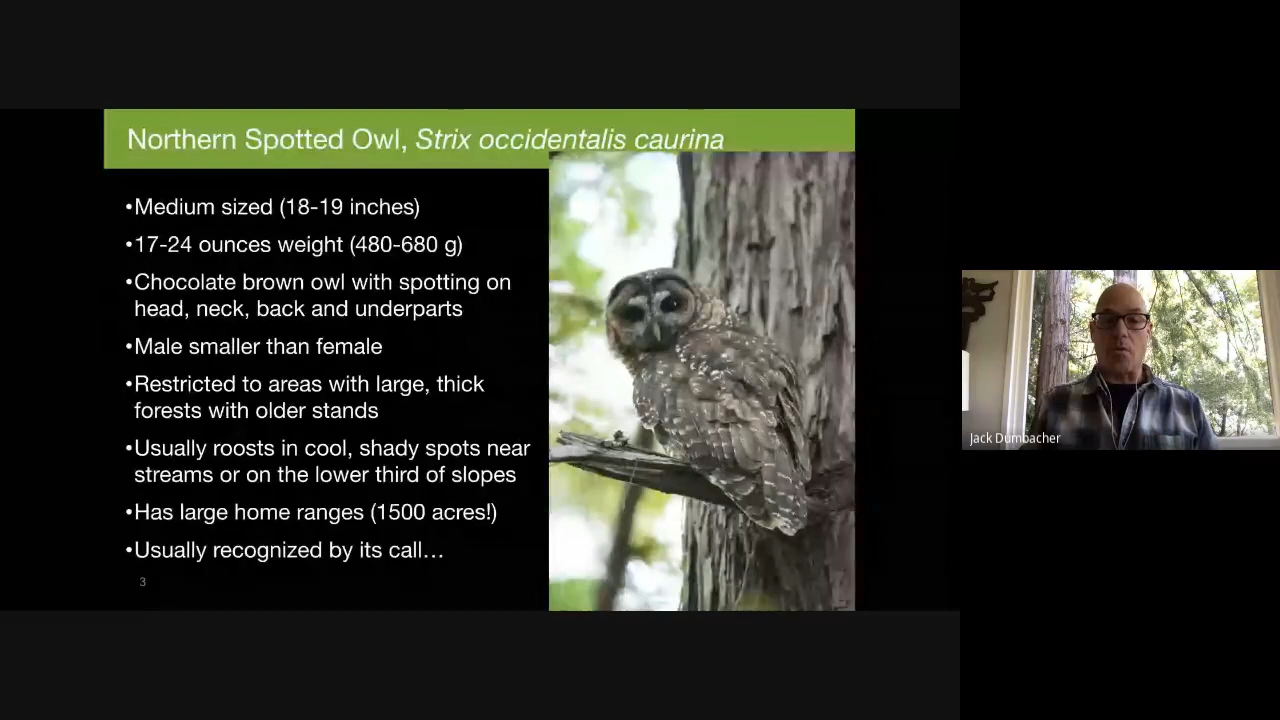 Northern Spotted Owl, Strix occidentalis caurina
•Medium sized (18-19 inches)
•17-24 ounces weight (480-680 g)
•Chocolate brown owl with spotting on
head, neck, back and underparts
•Male smaller than female
•Restricted to areas with large, thick
forests with older stands
•Usually roosts in cool, shady spots near
streams or on the lower third of slopes
•Has large home ranges (1500 acres!)
•Usually recognized by its call…
3
Jack Dumbacher